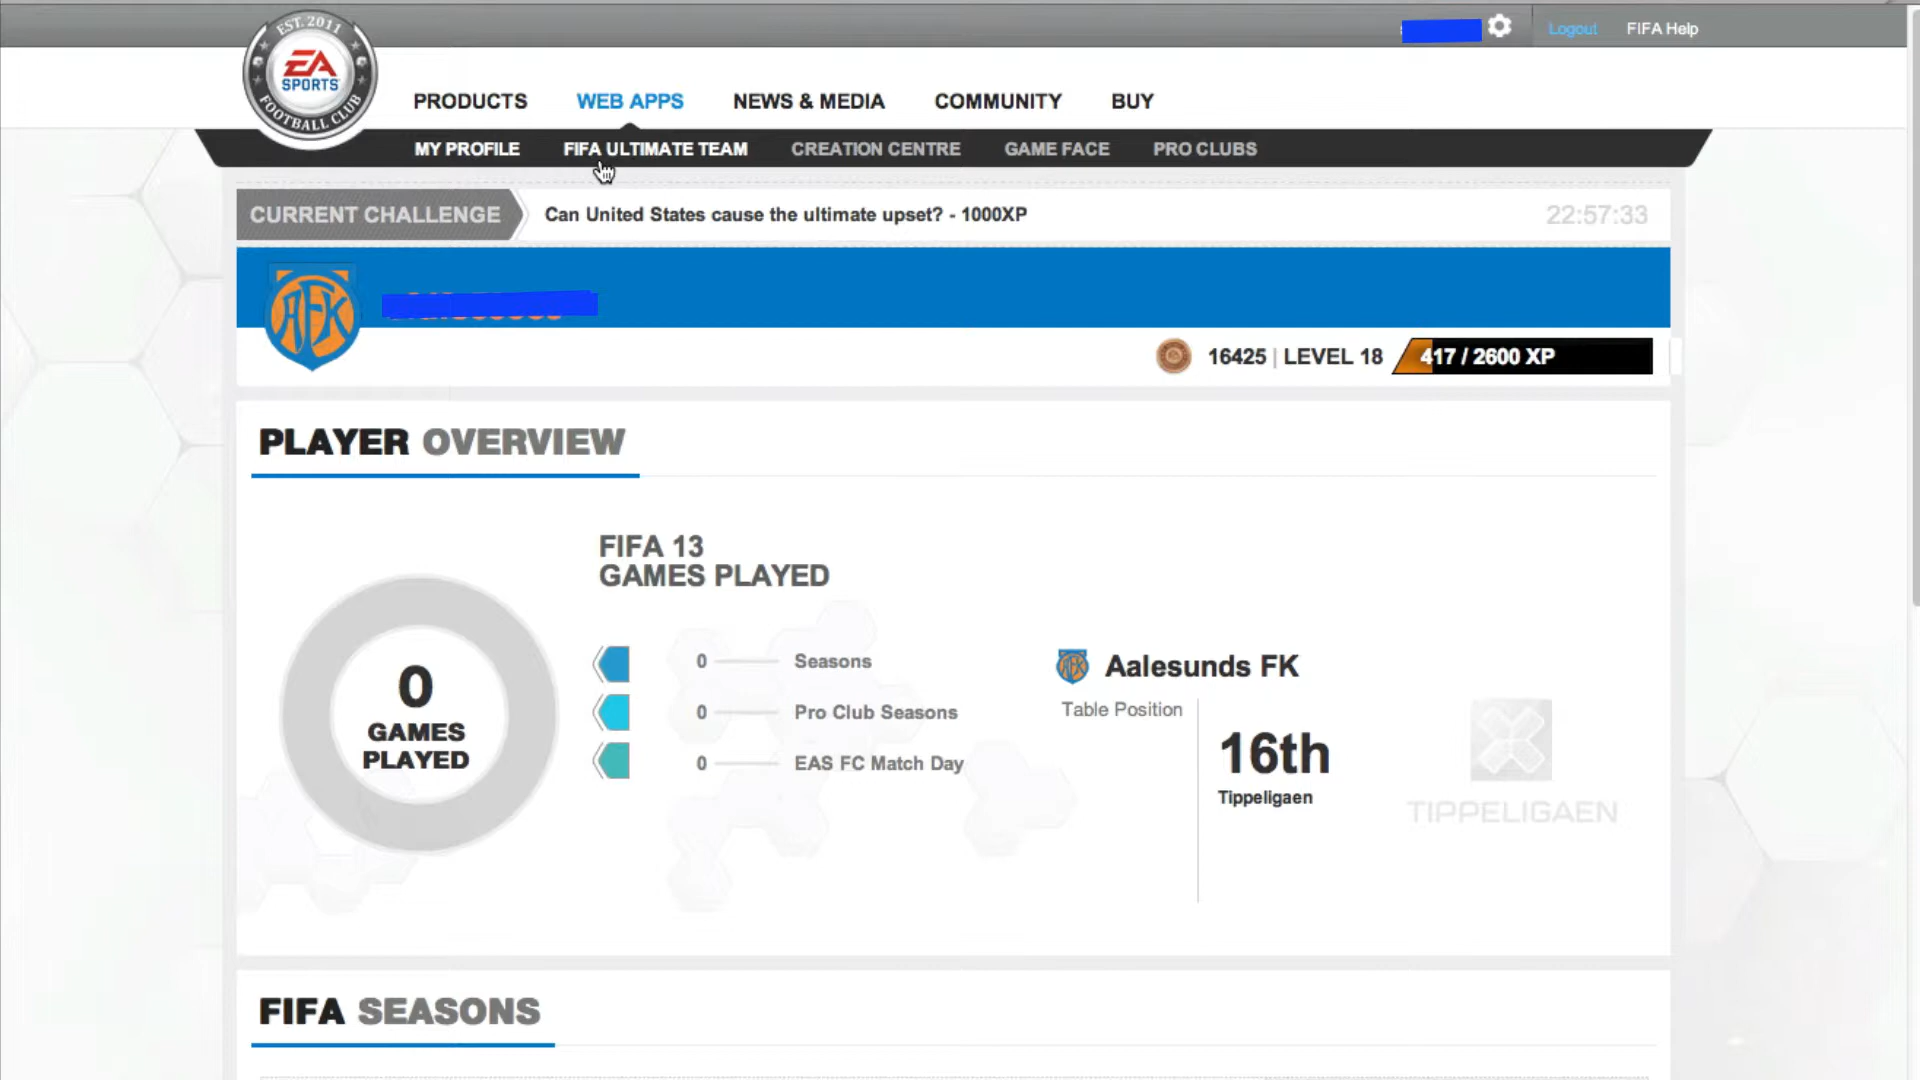 Logout FIFA Help
EST. 2011
EA
SPORTS
FOOTBALL CLUB
PRODUCTS WEB APPS NEWS & MEDIA COMMUNITY BUY
MY PROFILE FIFA ULTIMATE TEAM CREATION CENTRE GAME FACE PRO CLUBS
CURRENT CHALLENGE Can United States cause the ultimate upset? - 1000XP 22:57:33
AFK
16425 | LEVEL 18 417 / 2600 XP
PLAYER OVERVIEW
FIFA 13
GAMES PLAYED
0
GAMES
PLAYED
0 Seasons
0 Pro Club Seasons
0 EAS FC Match Day
AFK Aalesunds FK
Table Position
16th
Tippeligaen
TIPPELIGAEN
FIFA SEASONS